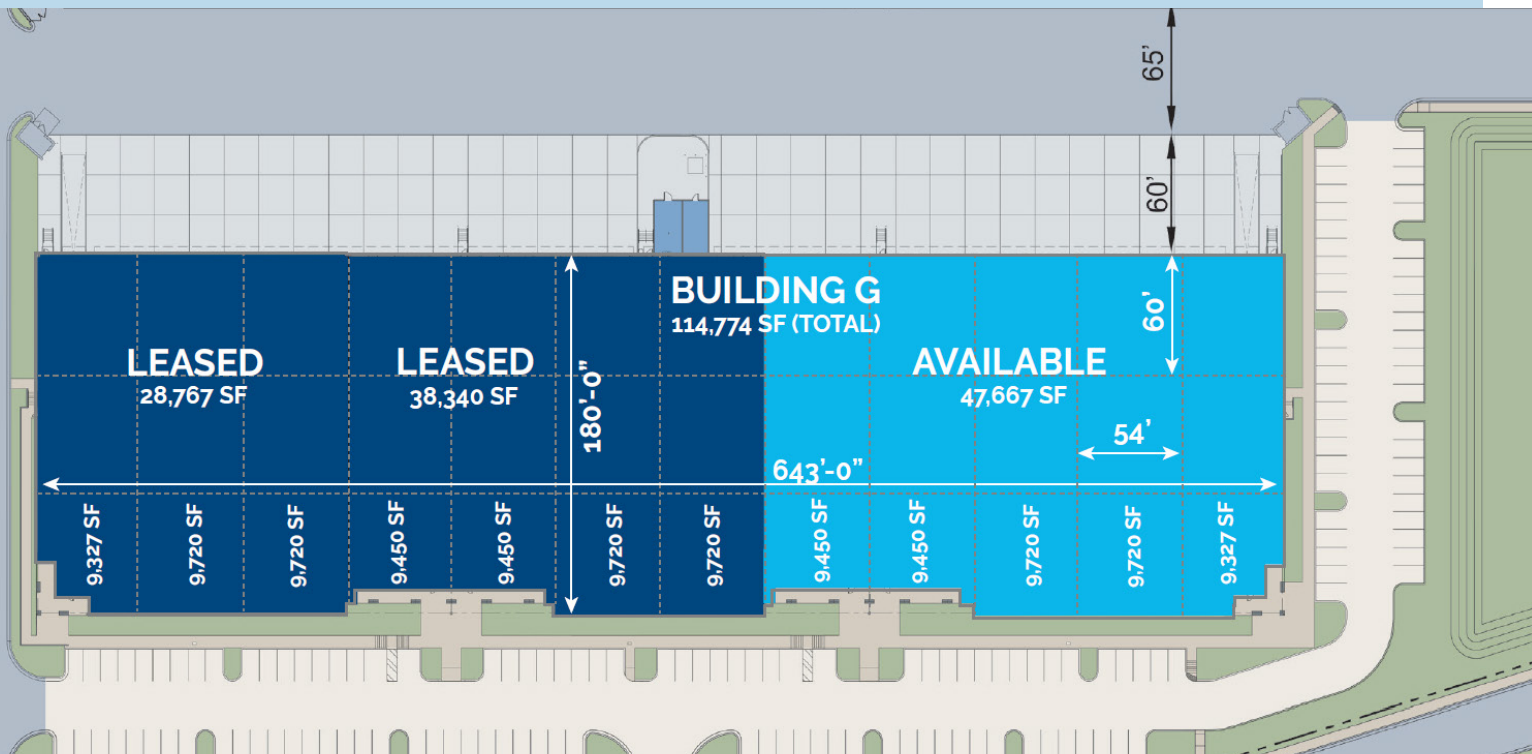 65'
60'
BUILDING G
114,774 SF (TOTAL)
LEASED
28,767 SF
LEASED
38,340 SF
180'-0"
AVAILABLE
47,667 SF
60'
54'
643'-0"
9,327 SF
9,720 SF
9,720 SF
9,450 SF
9,450 SF
9,720 SF
9,720 SF
9,450 SF
9,450 SF
9,720 SF
9,720 SF
9,327 SF